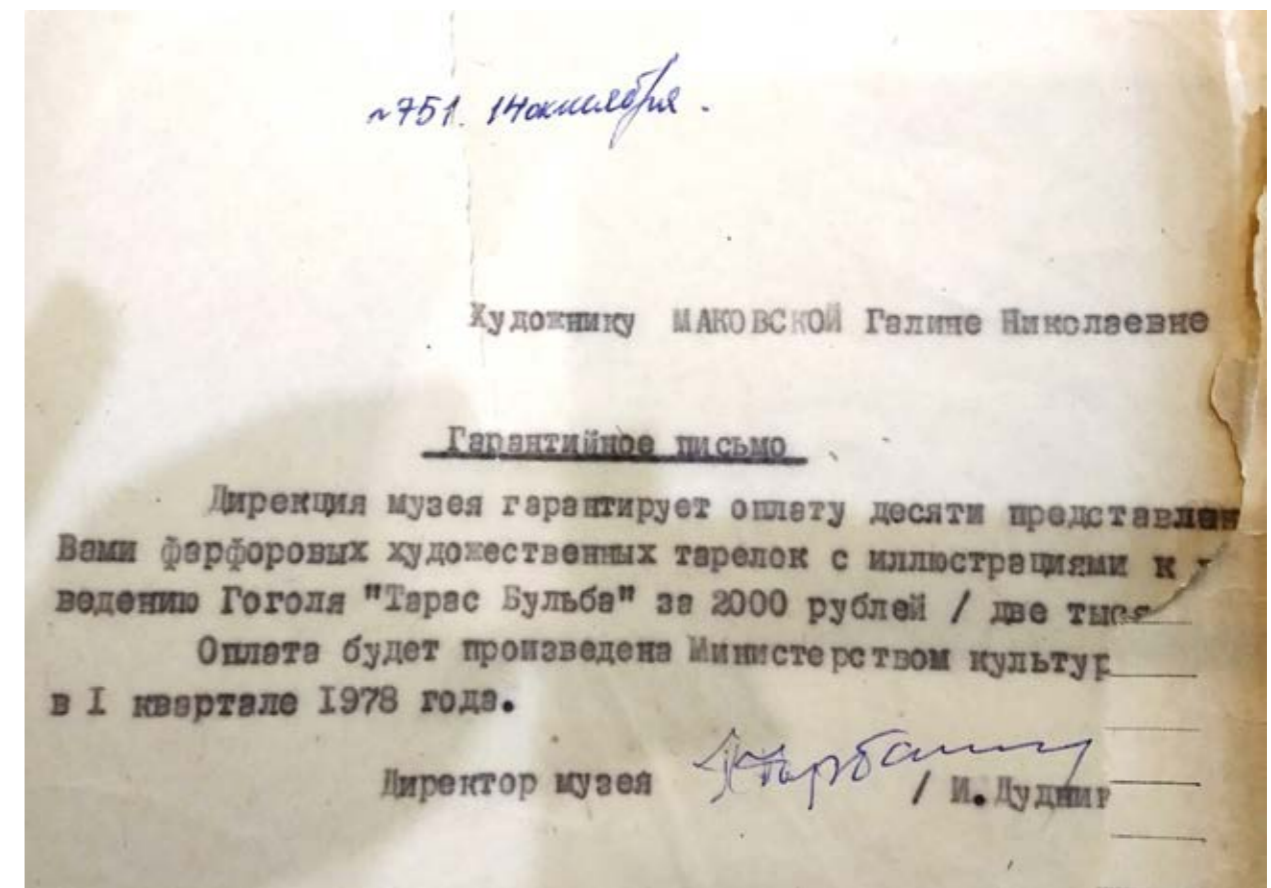 №751. 14 октября.
Художнику МАКОВСКОЙ Галине Николаевне
Гарантийное письмо
Дирекция музея гарантирует оплату десяти представлен
Вами фарфоровых художественных тарелок с иллюстрациями к
ведению Гоголя "Тарас Бульба" за 2000 рублей / две тыся
Оплата будет произведена Министерством культур
в I квартале 1978 года.
Директор музея / И.Дудник